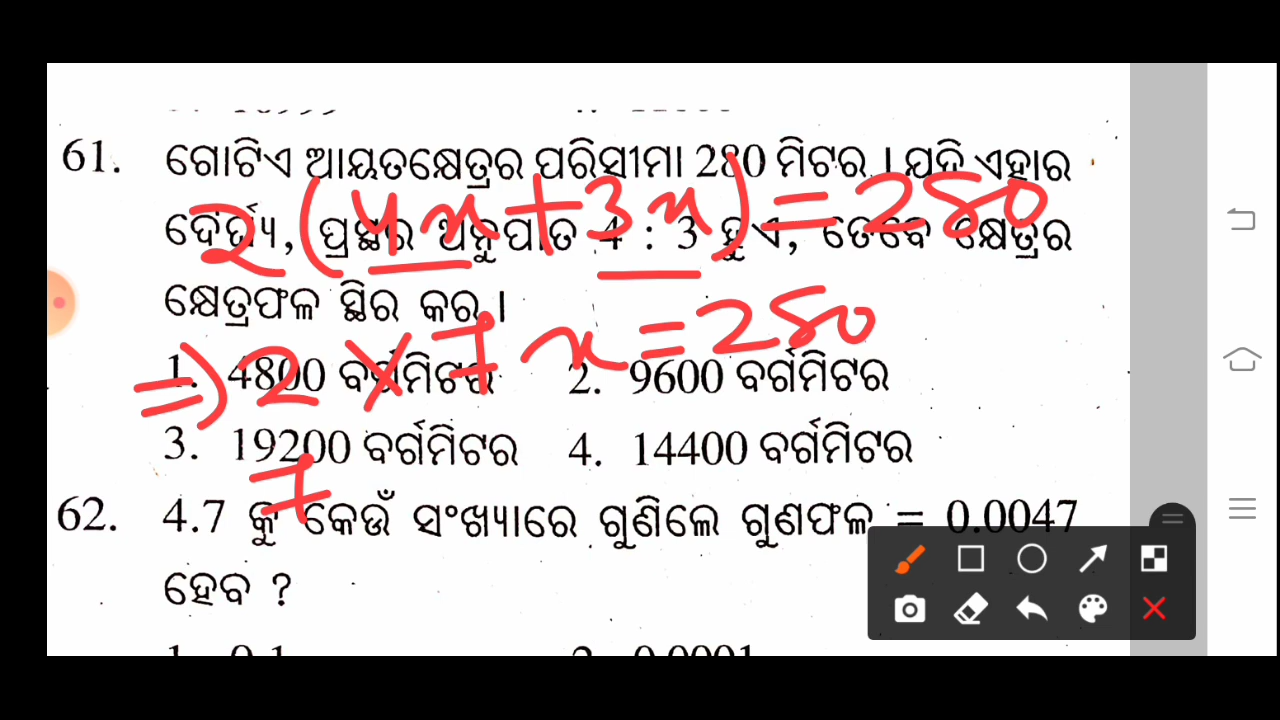 61. ଗୋଟିଏ ଆୟତକ୍ଷେତ୍ରର ପରିସୀମା 280 ମିଟର । ଯଦି ଏହାର
2 (4x + 3x) = 280
ଦୈର୍ଘ୍ୟ, ପ୍ରସ୍ଥର ଅନୁପାତ 4 : 3 ହୁଏ, ତେବେ କ୍ଷେତ୍ରର
କ୍ଷେତ୍ରଫଳ ସ୍ଥିର କର ।
=> 2 × 7x = 280
1. 4800 ବର୍ଗମିଟର 2. 9600 ବର୍ଗମିଟର
3. 19200 ବର୍ଗମିଟର 4. 14400 ବର୍ଗମିଟର
7
62. 4.7 କୁ କେଉଁ ସଂଖ୍ୟାରେ ଗୁଣିଲେ ଗୁଣଫଳ = 0.0047
ହେବ ?